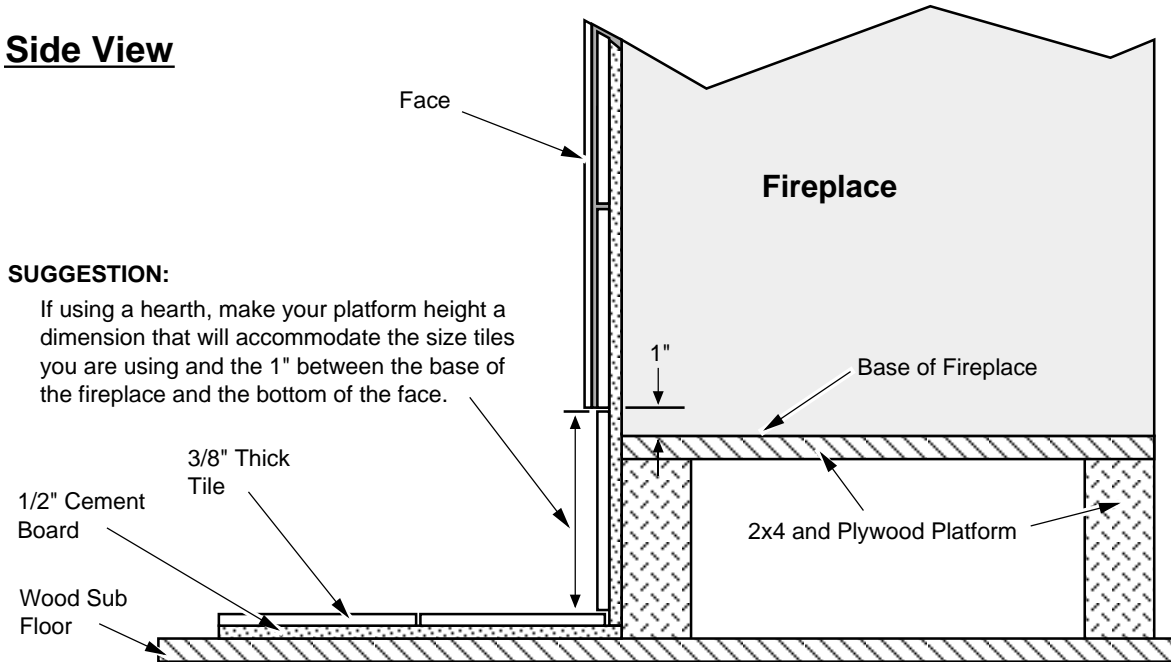 Side View
Face
Fireplace
SUGGESTION:
If using a hearth, make your platform height a
dimension that will accommodate the size tiles
you are using and the 1" between the base of
the fireplace and the bottom of the face.
1"
Base of Fireplace
3/8" Thick
Tile
1/2" Cement
Board
2x4 and Plywood Platform
Wood Sub
Floor